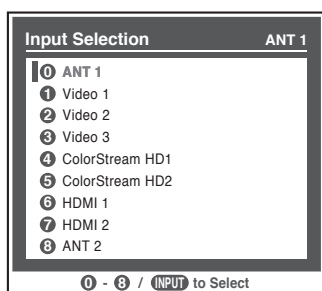 Input Selection ANT 1
0 ANT 1
1 Video 1
2 Video 2
3 Video 3
4 ColorStream HD1
5 ColorStream HD2
6 HDMI 1
7 HDMI 2
8 ANT 2
0 - 8 / INPUT to Select